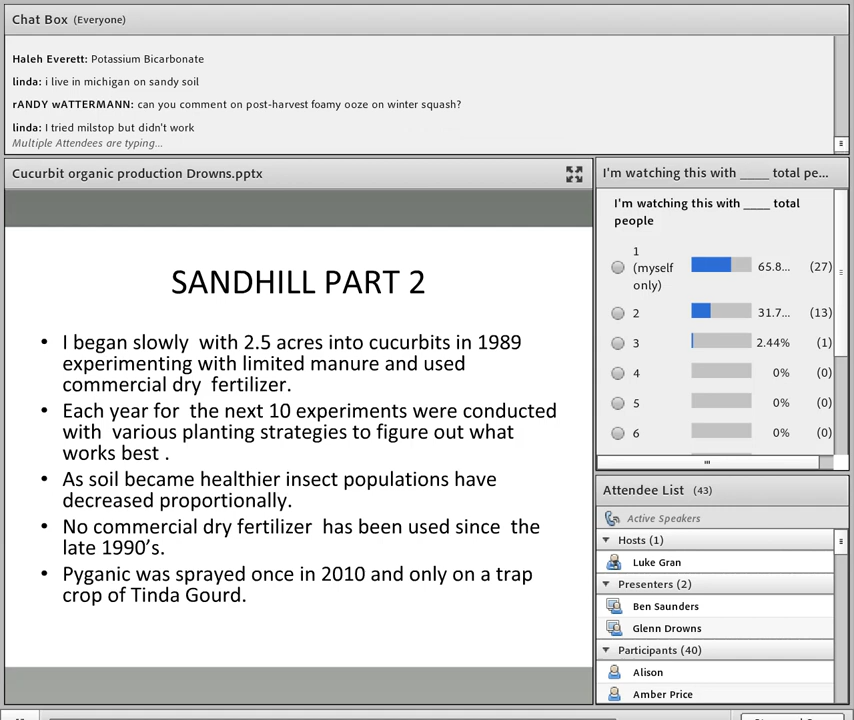 Chat Box (Everyone)
Haleh Everett: Potassium Bicarbonate
linda: i live in michigan on sandy soil
rANDY wATTERMANN: can you comment on post-harvest foamy ooze on winter squash?
linda: I tried milstop but didn't work
Multiple Attendees are typing...
Cucurbit organic production Drowns.pptx
SANDHILL PART 2
• I began slowly with 2.5 acres into cucurbits in 1989
experimenting with limited manure and used
commercial dry fertilizer.
• Each year for the next 10 experiments were conducted
with various planting strategies to figure out what
works best .
• As soil became healthier insect populations have
decreased proportionally.
• No commercial dry fertilizer has been used since the
late 1990’s.
• Pyganic was sprayed once in 2010 and only on a trap
crop of Tinda Gourd.
I'm watching this with ____ total pe...
I'm watching this with ____ total
people
1
(myself
only)
65.8... (27)
2 31.7... (13)
3 2.44% (1)
4 0% (0)
5 0% (0)
6 0% (0)
Attendee List (43)
Active Speakers
Hosts (1)
Luke Gran
Presenters (2)
Ben Saunders
Glenn Drowns
Participants (40)
Alison
Amber Price